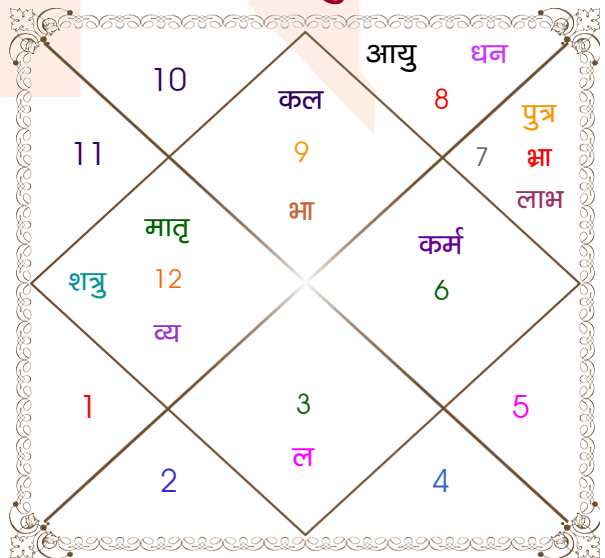 आयु धन
10
कल
8
पुत्र
11
9
7 भ्रा
लाभ
भा
मातृ
कर्म
शत्रु 12
6
व्य
1
3
5
ल
2
4